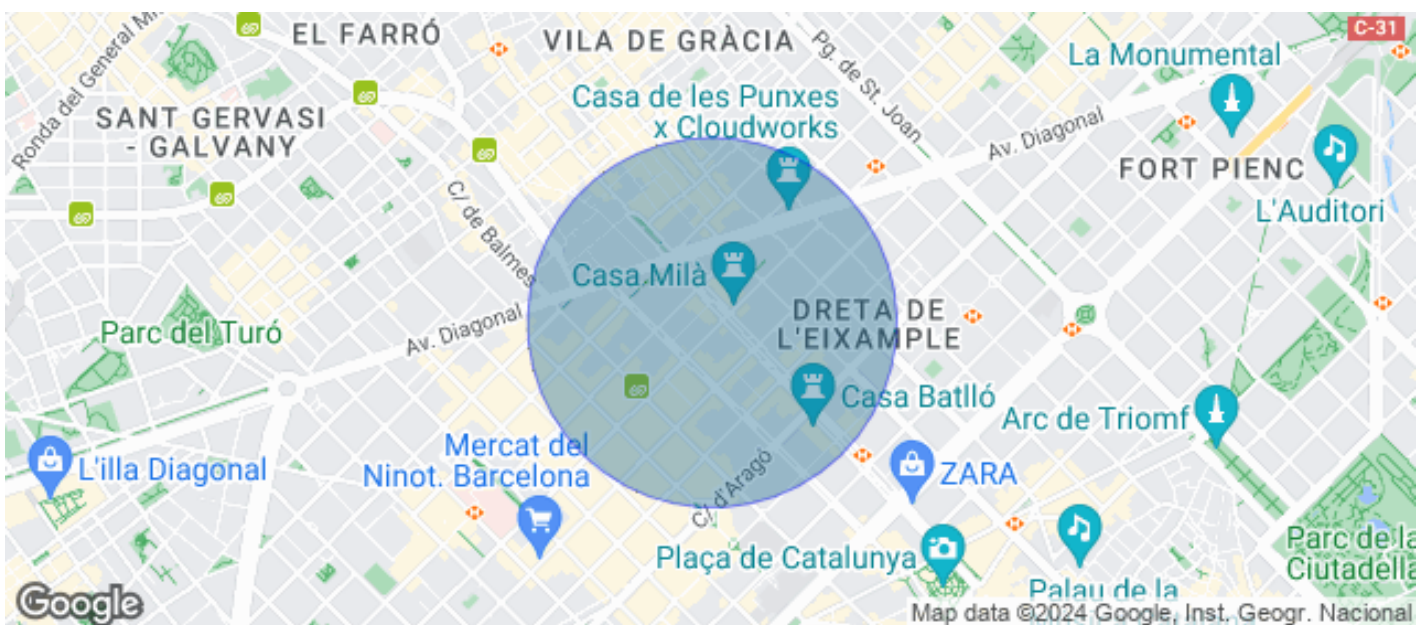 EL FARRÓ
VILA DE GRÀCIA
C-31
La Monumental
Ronda del General Mi
Pg. de St. Joan
Casa de les Punxes
x Cloudworks
SANT GERVASI
- GALVANY
Av. Diagonal
FORT PIENC
L'Auditori
C/ de Balmes
Casa Milà
DRETA DE
L'EIXAMPLE
Parc del Turó
Av. Diagonal
Casa Batlló
Arc de Triomf
L'illa Diagonal
Mercat del
Ninot. Barcelona
C/ d'Aragó
ZARA
Plaça de Catalunya
Parc de la
Ciutadella
Palau de la
Google
Map data ©2024 Google, Inst. Geogr. Nacional